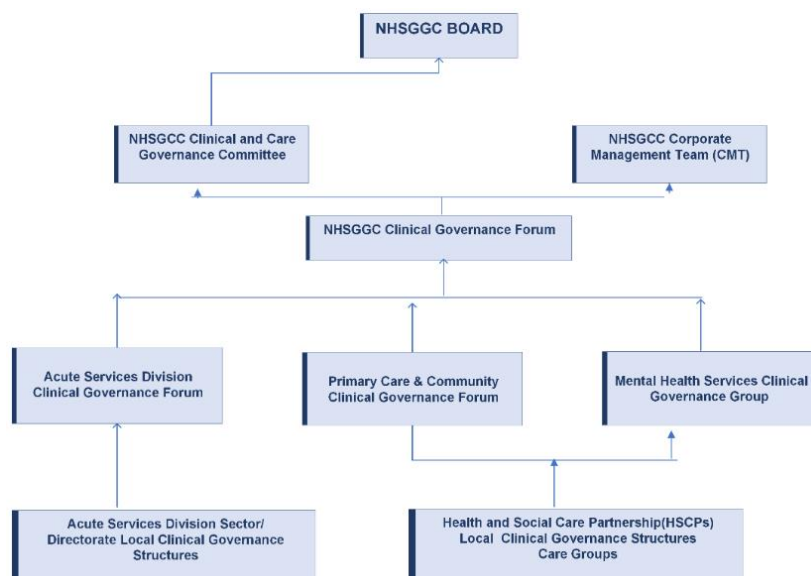 NHSGGC BOARD
NHSGCC Clinical and Care
Governance Committee
NHSGCC Corporate
Management Team (CMT)
NHSGGC Clinical Governance Forum
Acute Services Division
Clinical Governance Forum
Primary Care & Community
Clinical Governance Forum
Mental Health Services Clinical
Governance Group
Acute Services Division Sector/
Directorate Local Clinical Governance
Structures
Health and Social Care Partnership(HSCPs)
Local Clinical Governance Structures
Care Groups